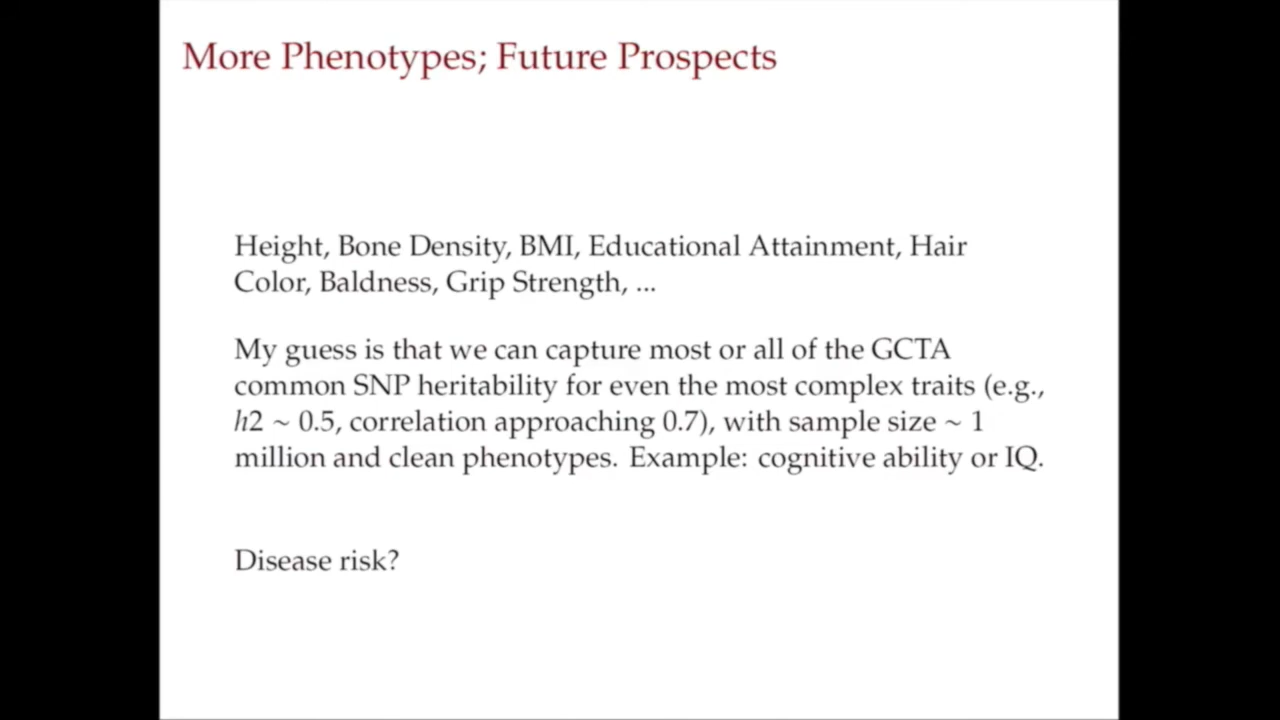 More Phenotypes; Future Prospects
Height, Bone Density, BMI, Educational Attainment, Hair
Color, Baldness, Grip Strength, ...
My guess is that we can capture most or all of the GCTA
common SNP heritability for even the most complex traits (e.g.,
h2 ~ 0.5, correlation approaching 0.7), with sample size ~ 1
million and clean phenotypes. Example: cognitive ability or IQ.
Disease risk?